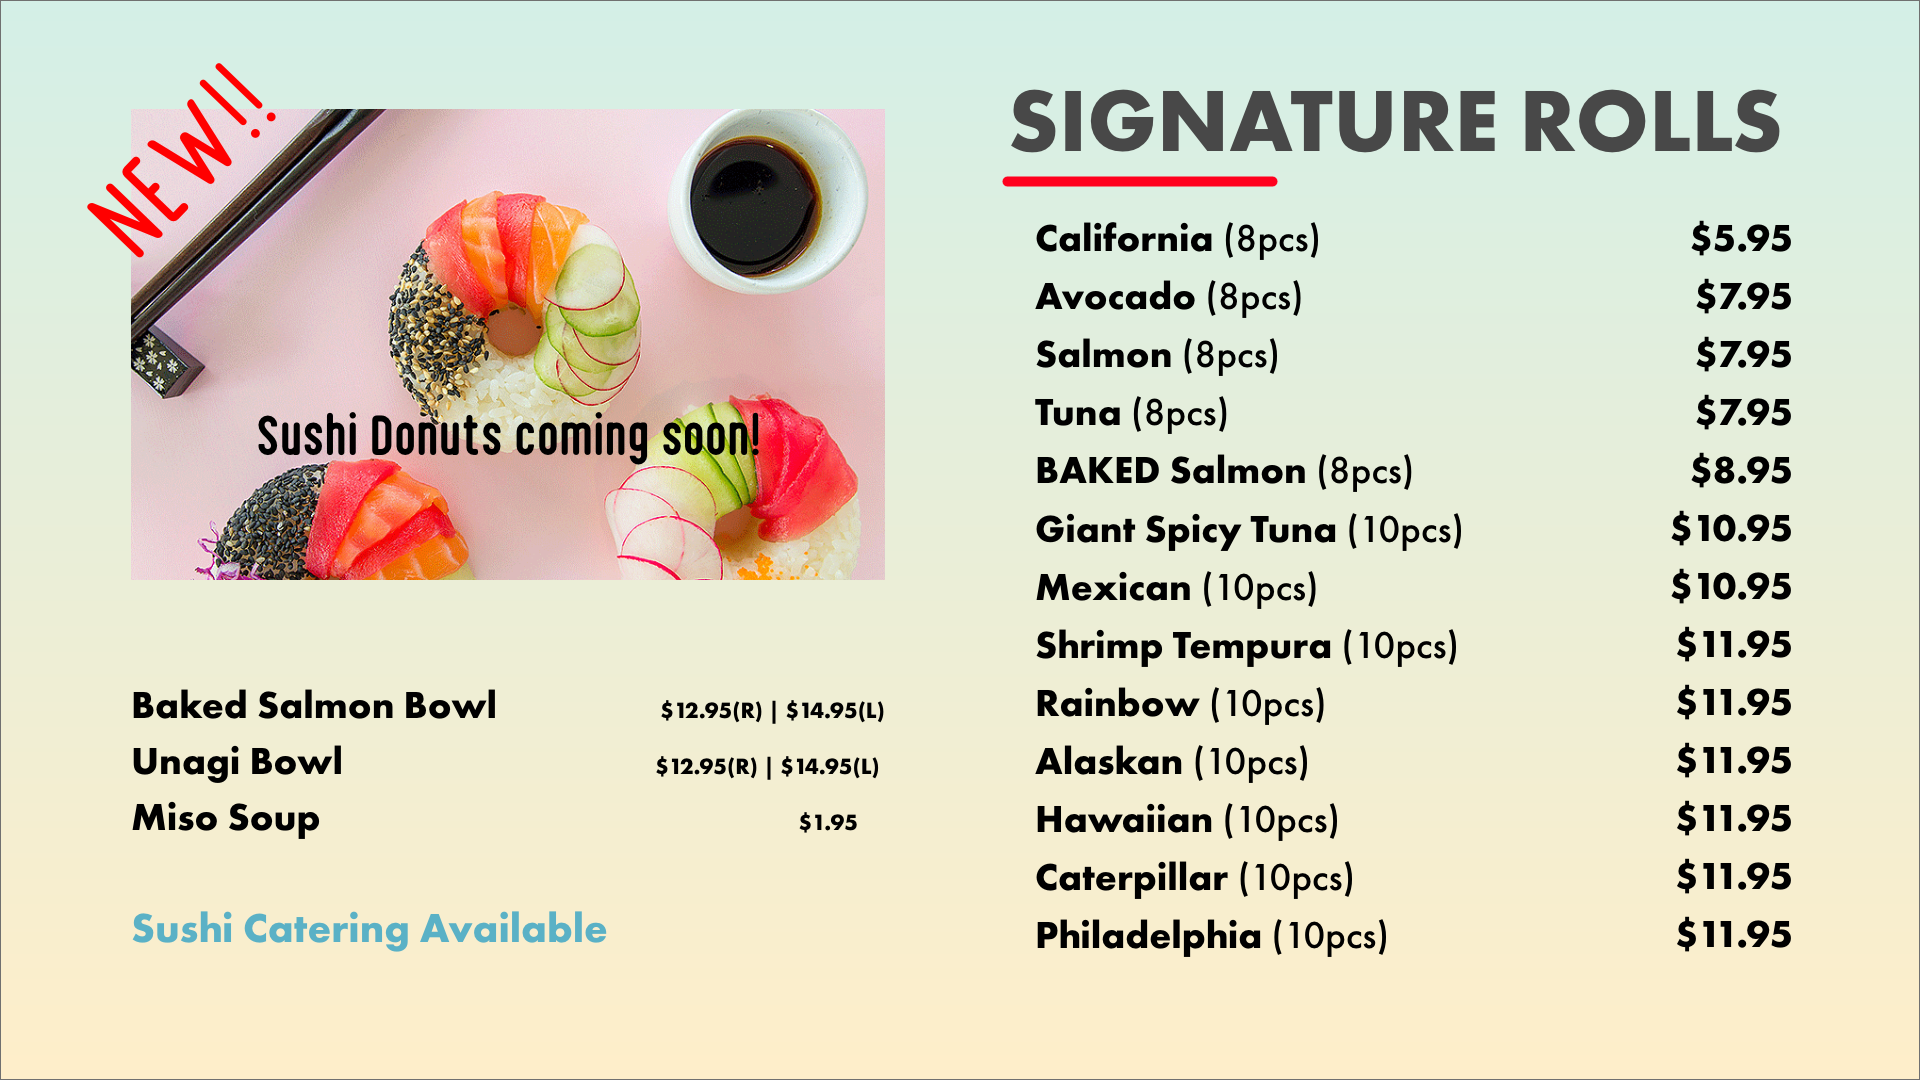 NEW!!
Sushi Donuts coming soon!
Baked Salmon Bowl $12.95(R) | $14.95(L)
Unagi Bowl $12.95(R) | $14.95(L)
Miso Soup $1.95
Sushi Catering Available
SIGNATURE ROLLS
California (8pcs) $5.95
Avocado (8pcs) $7.95
Salmon (8pcs) $7.95
Tuna (8pcs) $7.95
BAKED Salmon (8pcs) $8.95
Giant Spicy Tuna (10pcs) $10.95
Mexican (10pcs) $10.95
Shrimp Tempura (10pcs) $11.95
Rainbow (10pcs) $11.95
Alaskan (10pcs) $11.95
Hawaiian (10pcs) $11.95
Caterpillar (10pcs) $11.95
Philadelphia (10pcs) $11.95